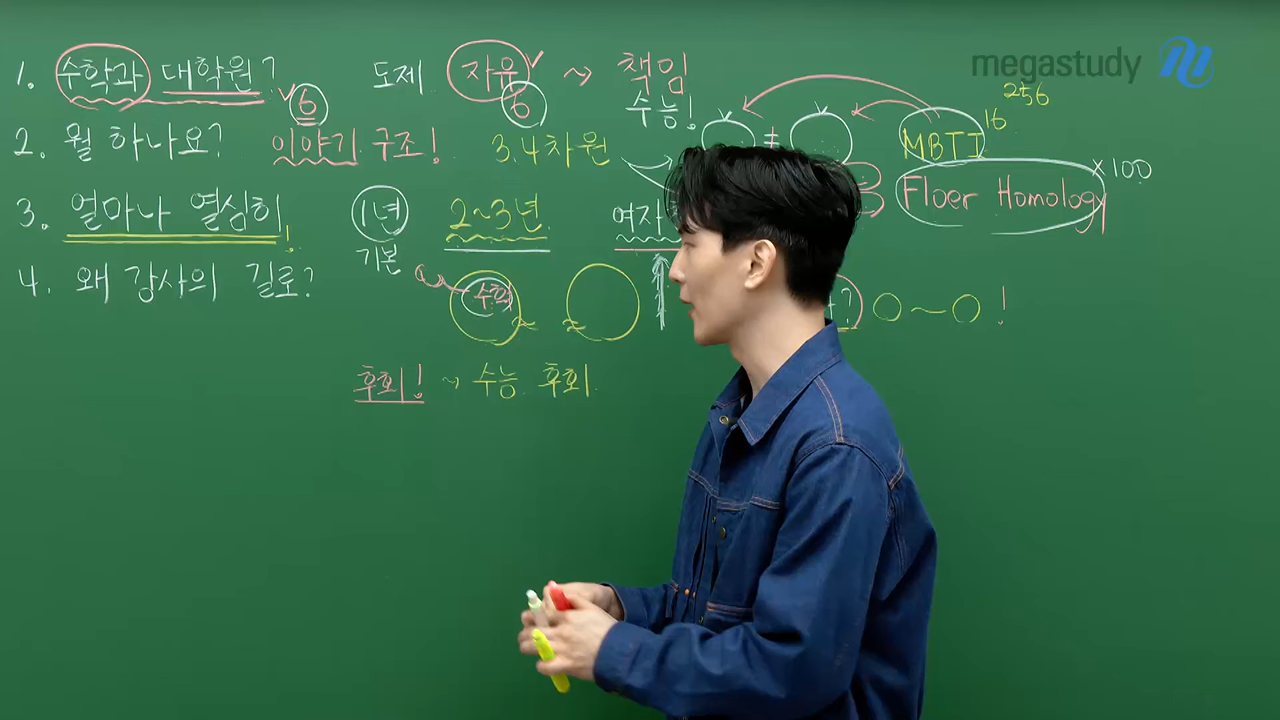 megastudy
1. 수학과 대학원? 6 도제 자유 6 ~> 책임
수능!
256
16
2. 뭘 하나요? 이야기 구조! 3.4차원 ≠ MBTI
Floer Homology ×100
3. 얼마나 열심히! 1년 2~3년 여자
기본
4. 왜 강사의 길로? 수학 ? ○~○ !
후회! ~ 수능 후회